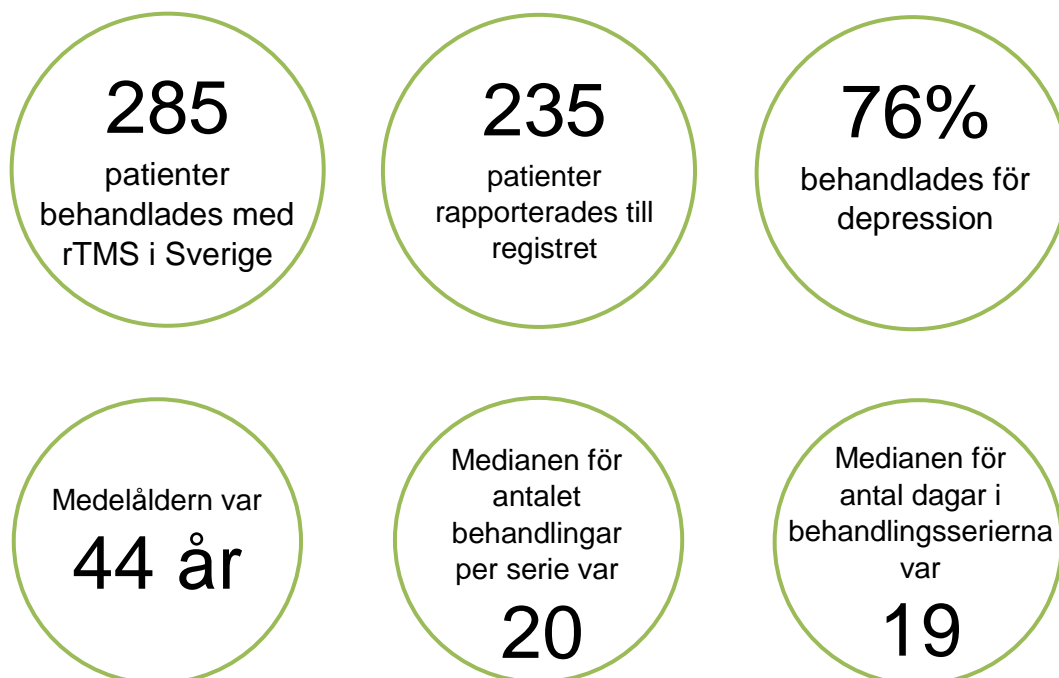 285
patienter
behandlades med
rTMS i Sverige
235
patienter
rapporterades till
registret
76%
behandlades för
depression
Medelåldern var
44 år
Medianen för
antalet
behandlingar
per serie var
20
Medianen för
antal dagar i
behandlingsserierna
var
19